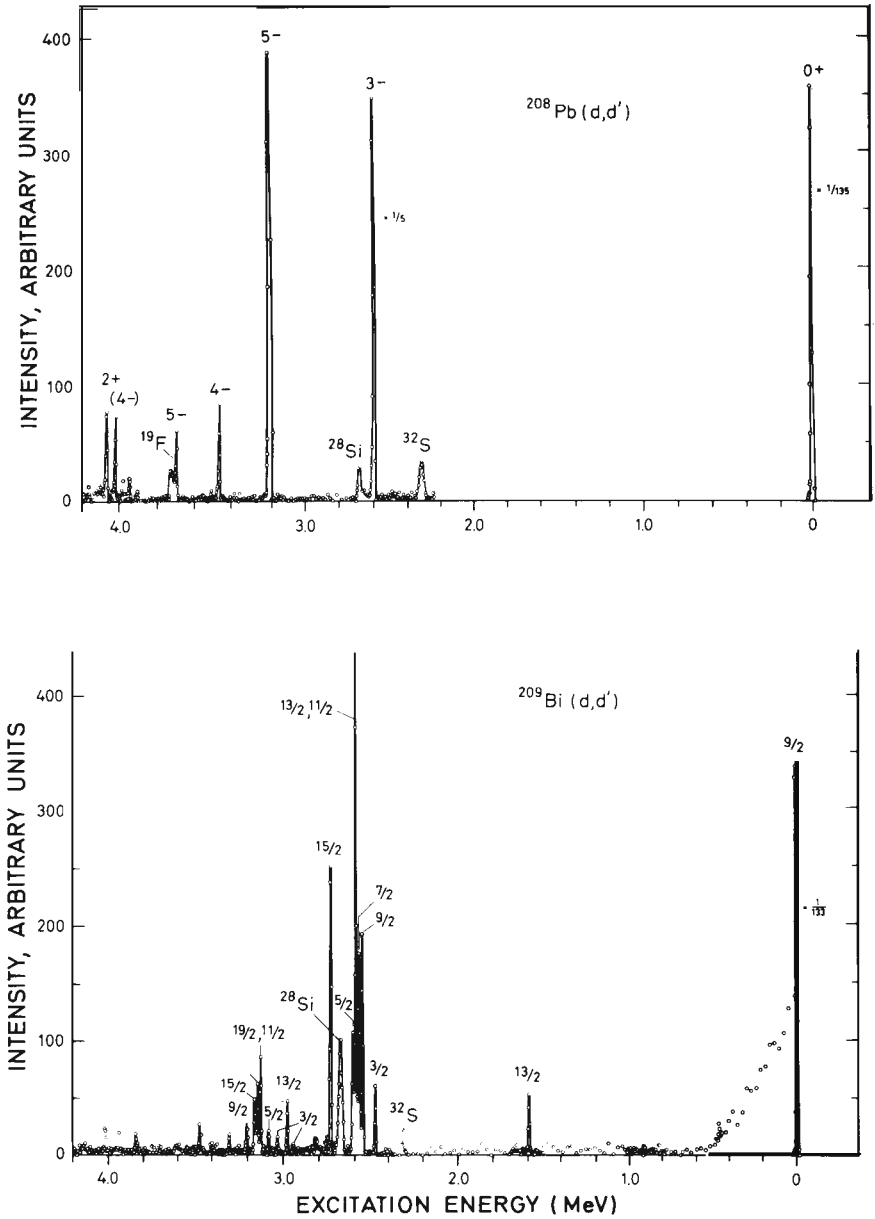 INTENSITY, ARBITRARY UNITS
400
300
200
100
0
5-
3-
0+
²⁰⁸Pb (d,d')
1/5
1/135
2+
(4-)
¹⁹F
5-
4-
²⁸Si
³²S
4.0 3.0 2.0 1.0 0
INTENSITY, ARBITRARY UNITS
400
300
200
100
0
²⁰⁹Bi (d,d')
13/2, 11/2
9/2
15/2
7/2
9/2
1/133
²⁸Si
5/2
19/2, 11/2
15/2
13/2
9/2
5/2
3/2
3/2
³²S
13/2
4.0 3.0 2.0 1.0 0
EXCITATION ENERGY (MeV)